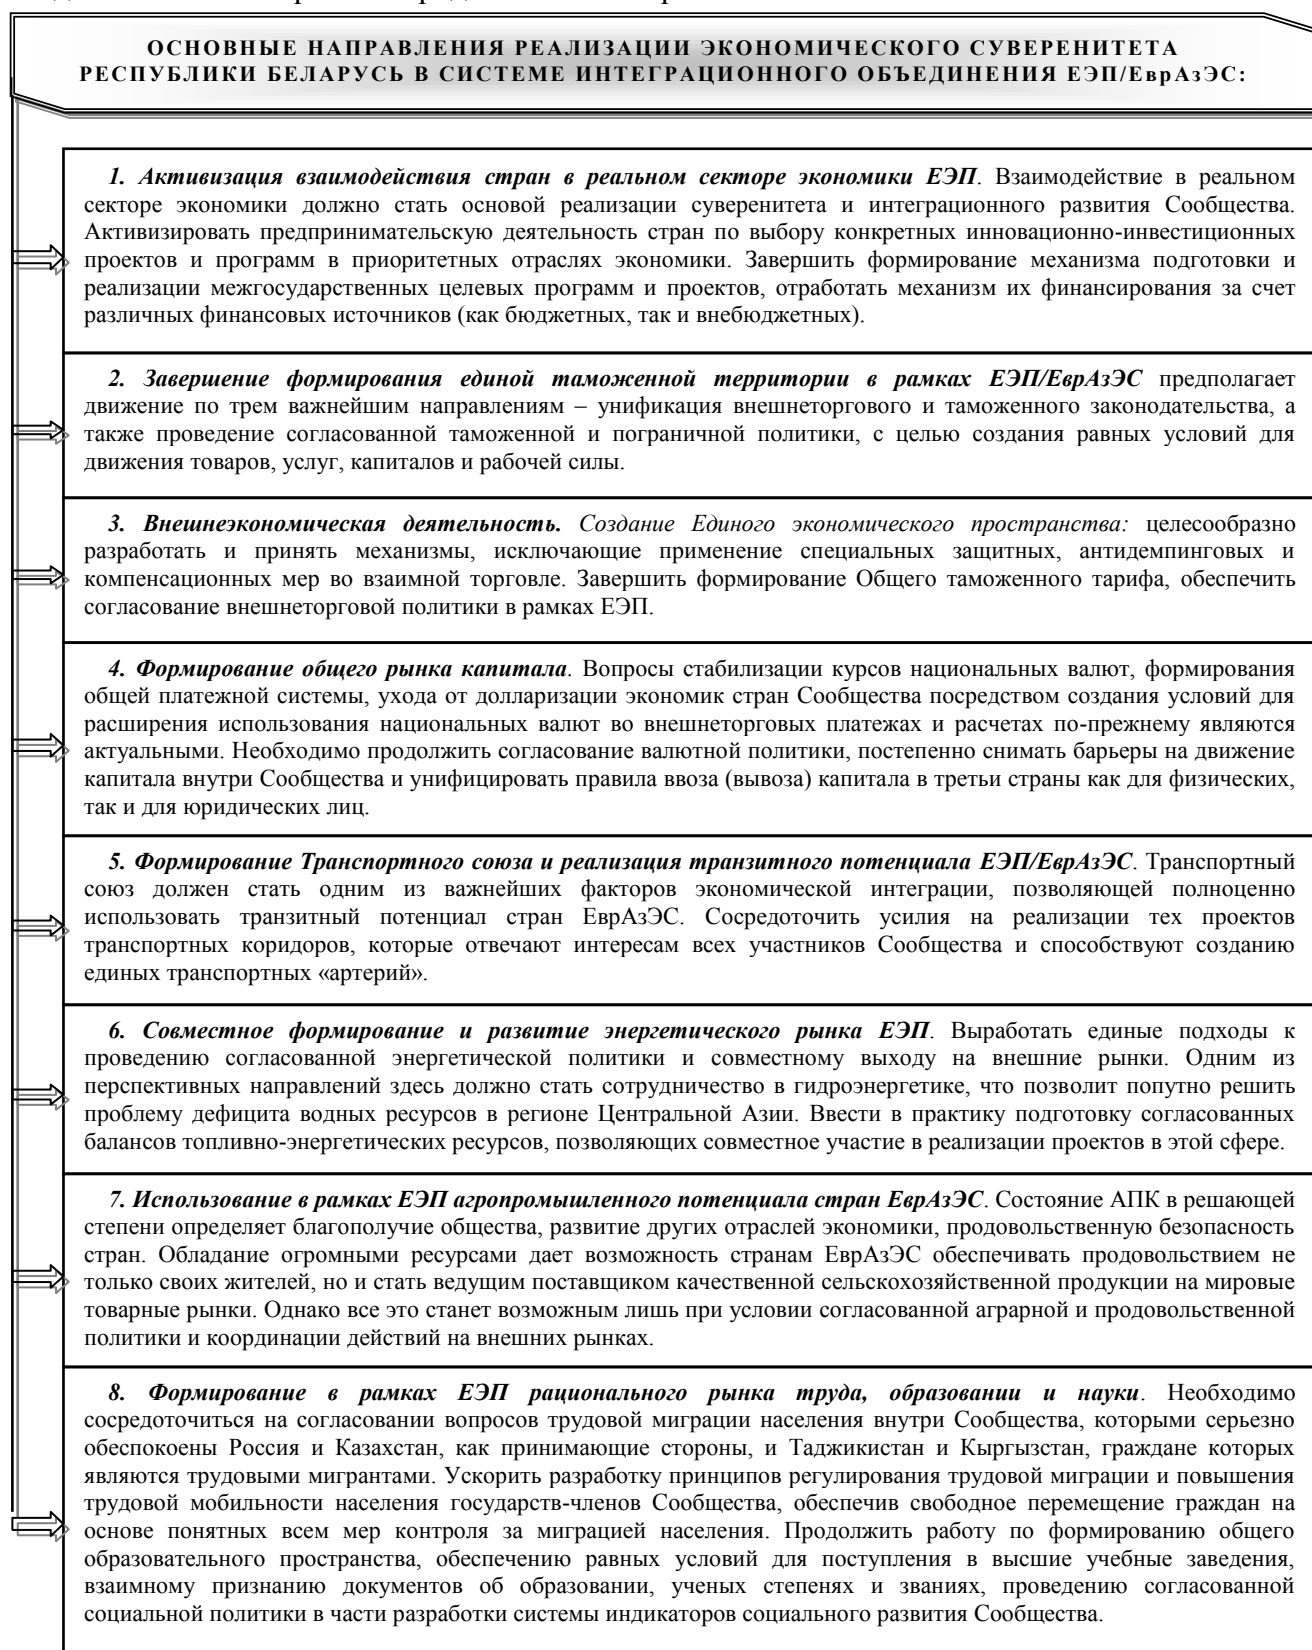 ОСНОВНЫЕ НАПРАВЛЕНИЯ РЕАЛИЗАЦИИ ЭКОНОМИЧЕСКОГО СУВЕРЕНИТЕТА
РЕСПУБЛИКИ БЕЛАРУСЬ В СИСТЕМЕ ИНТЕГРАЦИОННОГО ОБЪЕДИНЕНИЯ ЕЭП/ЕврАзЭС:
1. Активизация взаимодействия стран в реальном секторе экономики ЕЭП. Взаимодействие в реальном
секторе экономики должно стать основой реализации суверенитета и интеграционного развития Сообщества.
Активизировать предпринимательскую деятельность стран по выбору конкретных инновационно-инвестиционных
проектов и программ в приоритетных отраслях экономики. Завершить формирование механизма подготовки и
реализации межгосударственных целевых программ и проектов, отработать механизм их финансирования за счет
различных финансовых источников (как бюджетных, так и внебюджетных).
2. Завершение формирования единой таможенной территории в рамках ЕЭП/ЕврАзЭС предполагает
движение по трем важнейшим направлениям – унификация внешнеторгового и таможенного законодательства, а
также проведение согласованной таможенной и пограничной политики, с целью создания равных условий для
движения товаров, услуг, капиталов и рабочей силы.
3. Внешнеэкономическая деятельность. Создание Единого экономического пространства: целесообразно
разработать и принять механизмы, исключающие применение специальных защитных, антидемпинговых и
компенсационных мер во взаимной торговле. Завершить формирование Общего таможенного тарифа, обеспечить
согласование внешнеторговой политики в рамках ЕЭП.
4. Формирование общего рынка капитала. Вопросы стабилизации курсов национальных валют, формирования
общей платежной системы, ухода от долларизации экономик стран Сообщества посредством создания условий для
расширения использования национальных валют во внешнеторговых платежах и расчетах по-прежнему являются
актуальными. Необходимо продолжить согласование валютной политики, постепенно снимать барьеры на движение
капитала внутри Сообщества и унифицировать правила ввоза (вывоза) капитала в третьи страны как для физических,
так и для юридических лиц.
5. Формирование Транспортного союза и реализация транзитного потенциала ЕЭП/ЕврАзЭС. Транспортный
союз должен стать одним из важнейших факторов экономической интеграции, позволяющей полноценно
использовать транзитный потенциал стран ЕврАзЭС. Сосредоточить усилия на реализации тех проектов
транспортных коридоров, которые отвечают интересам всех участников Сообщества и способствуют созданию
единых транспортных «артерий».
6. Совместное формирование и развитие энергетического рынка ЕЭП. Выработать единые подходы к
проведению согласованной энергетической политики и совместному выходу на внешние рынки. Одним из
перспективных направлений здесь должно стать сотрудничество в гидроэнергетике, что позволит попутно решить
проблему дефицита водных ресурсов в регионе Центральной Азии. Ввести в практику подготовку согласованных
балансов топливно-энергетических ресурсов, позволяющих совместное участие в реализации проектов в этой сфере.
7. Использование в рамках ЕЭП агропромышленного потенциала стран ЕврАзЭС. Состояние АПК в решающей
степени определяет благополучие общества, развитие других отраслей экономики, продовольственную безопасность
стран. Обладание огромными ресурсами дает возможность странам ЕврАзЭС обеспечивать продовольствием не
только своих жителей, но и стать ведущим поставщиком качественной сельскохозяйственной продукции на мировые
товарные рынки. Однако все это станет возможным лишь при условии согласованной аграрной и продовольственной
политики и координации действий на внешних рынках.
8. Формирование в рамках ЕЭП рационального рынка труда, образовании и науки. Необходимо
сосредоточиться на согласовании вопросов трудовой миграции населения внутри Сообщества, которыми серьезно
обеспокоены Россия и Казахстан, как принимающие стороны, и Таджикистан и Кыргызстан, граждане которых
являются трудовыми мигрантами. Ускорить разработку принципов регулирования трудовой миграции и повышения
трудовой мобильности населения государств-членов Сообщества, обеспечив свободное перемещение граждан на
основе понятных всем мер контроля за миграцией населения. Продолжить работу по формированию общего
образовательного пространства, обеспечению равных условий для поступления в высшие учебные заведения,
взаимному признанию документов об образовании, ученых степенях и званиях, проведению согласованной
социальной политики в части разработки системы индикаторов социального развития Сообщества.